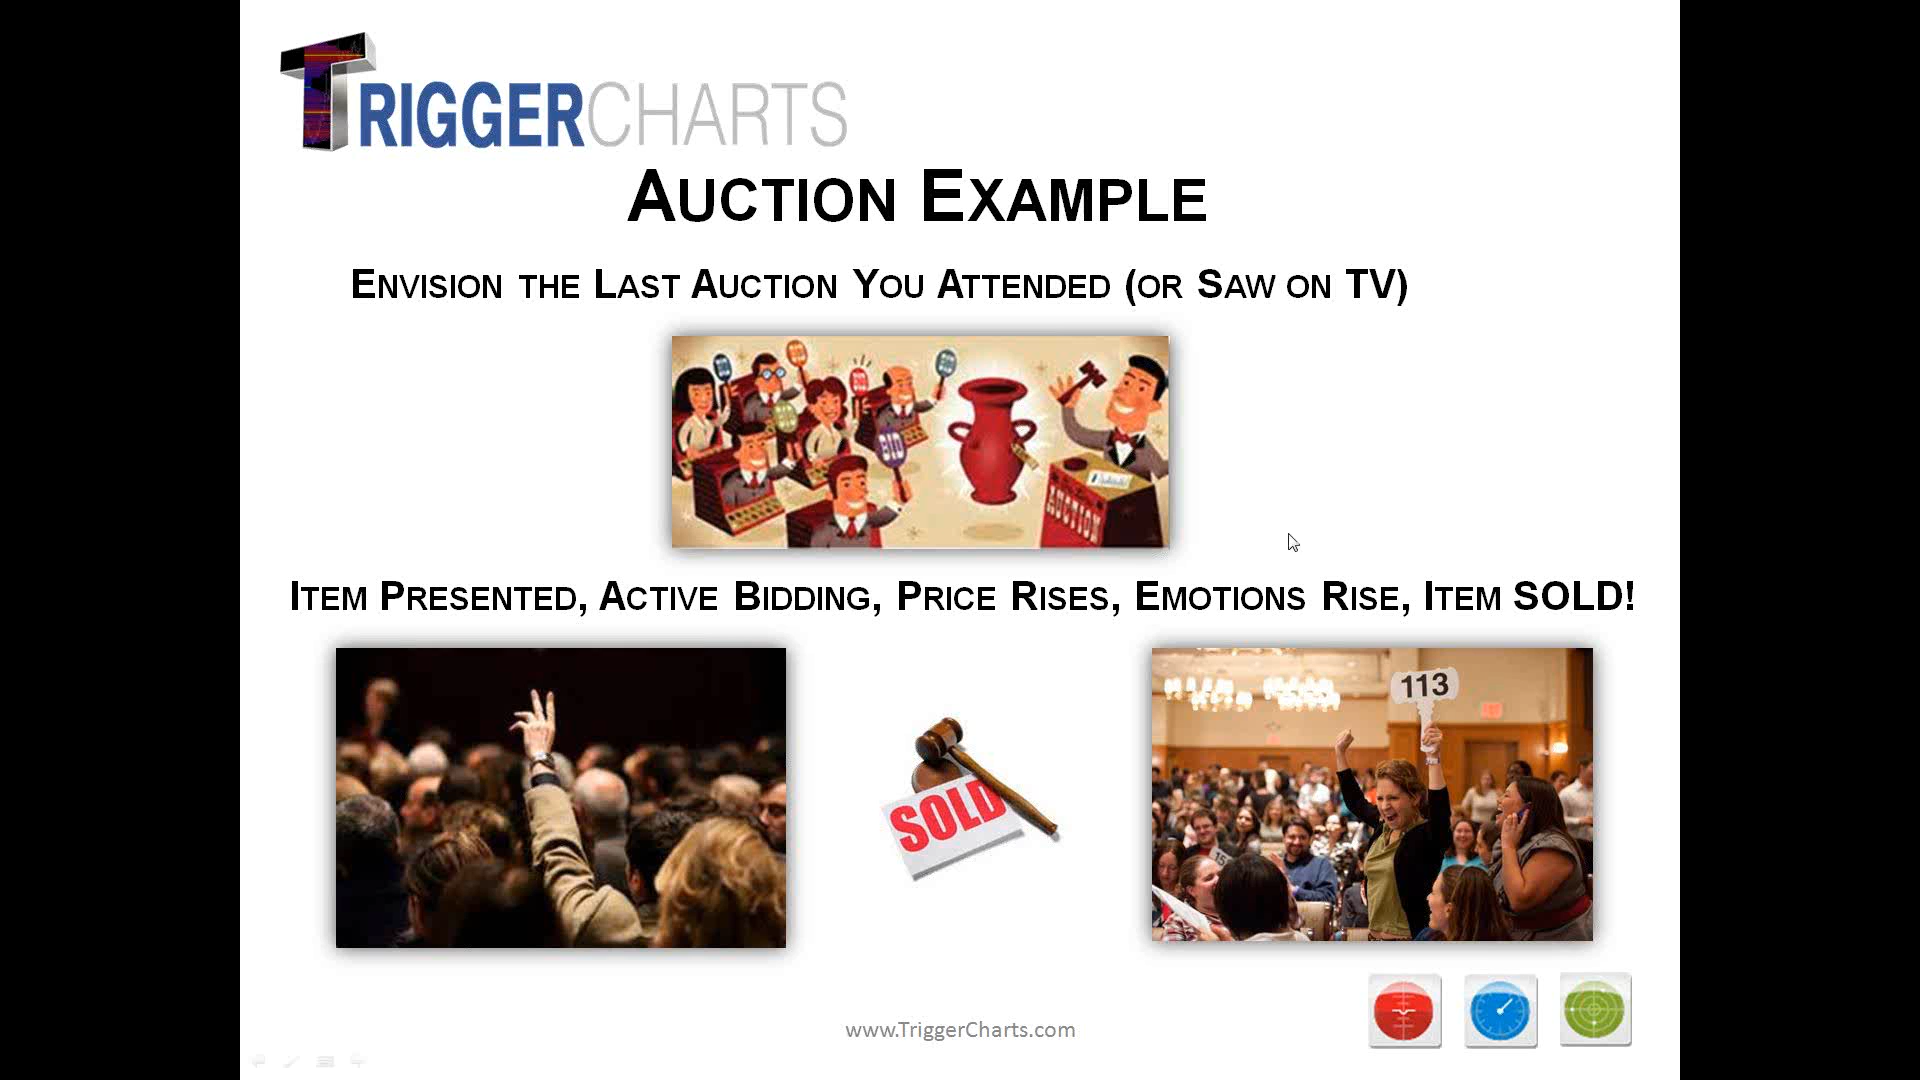 TRIGGERCHARTS
AUCTION EXAMPLE
ENVISION THE LAST AUCTION YOU ATTENDED (OR SAW ON TV)
BID
AUCTION
ITEM PRESENTED, ACTIVE BIDDING, PRICE RISES, EMOTIONS RISE, ITEM SOLD!
SOLD
113
www.TriggerCharts.com